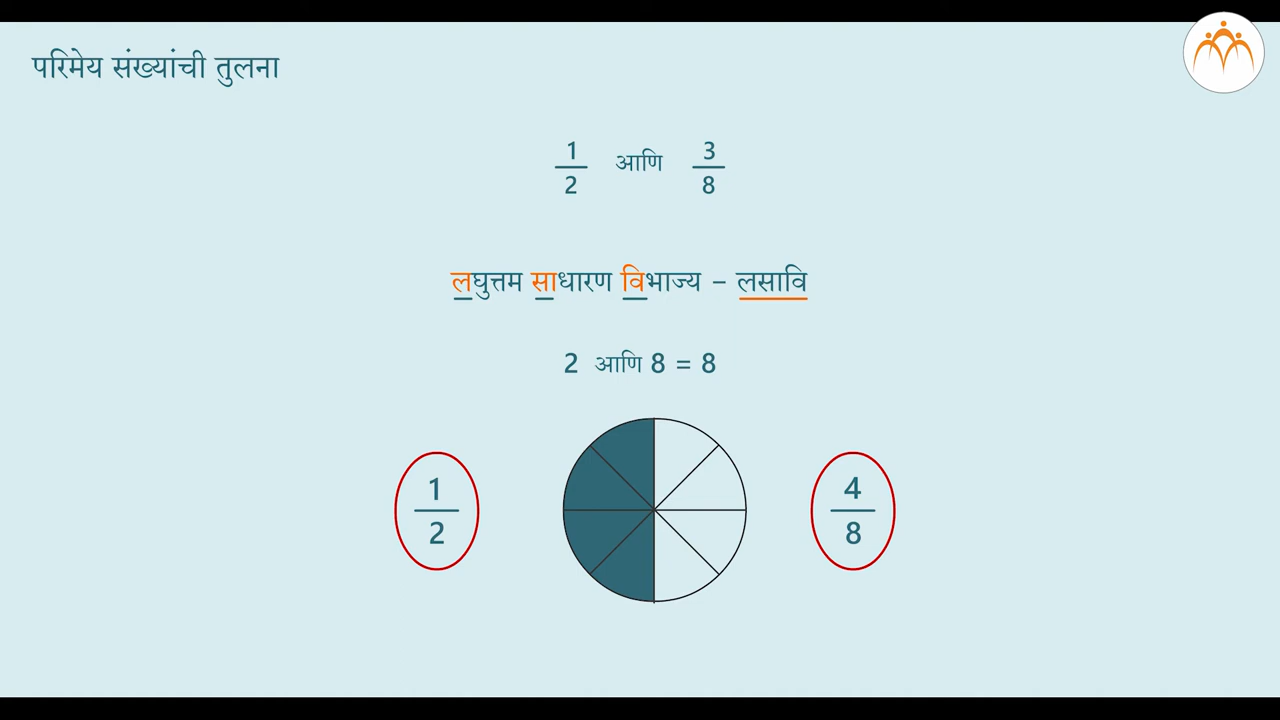 परिमेय संख्यांची तुलना
1/2 आणि 3/8
लघुत्तम साधारण विभाज्य – लसावि
2 आणि 8 = 8
1/2 4/8